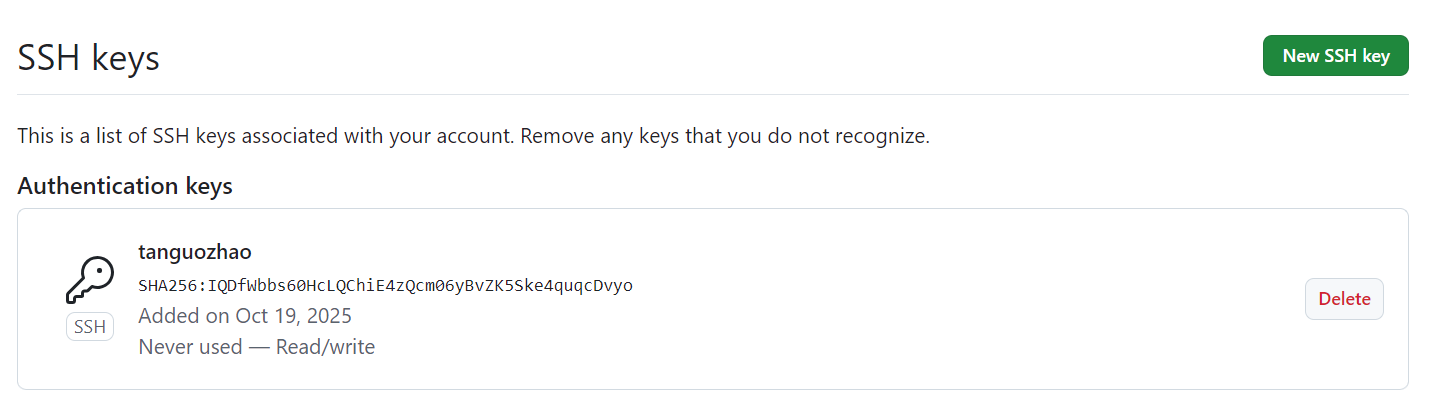 SSH keys
New SSH key
This is a list of SSH keys associated with your account. Remove any keys that you do not recognize.
Authentication keys
tanguozhao
SHA256:IQDfWbbs60HcLQChiE4zQcm06yBvZK5Ske4quqcDvyo
Added on Oct 19, 2025
Never used — Read/write
SSH
Delete